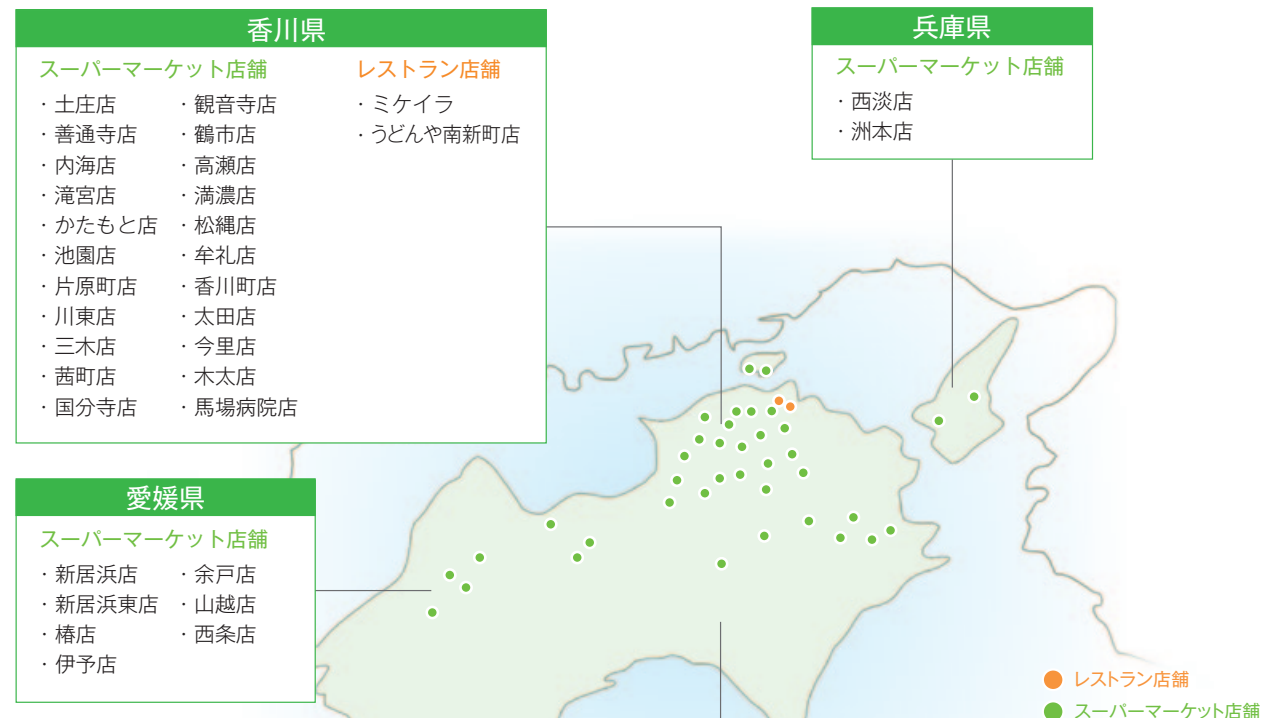 香川県
スーパーマーケット店舗
・土庄店
・善通寺店
・内海店
・滝宮店
・かたもと店
・池園店
・片原町店
・川東店
・三木店
・茜町店
・国分寺店
・観音寺店
・鶴市店
・高瀬店
・満濃店
・松縄店
・牟礼店
・香川町店
・太田店
・今里店
・木太店
・馬場病院店
レストラン店舗
・ミケイラ
・うどんや南新町店
兵庫県
スーパーマーケット店舗
・西淡店
・洲本店
愛媛県
スーパーマーケット店舗
・新居浜店
・新居浜東店
・椿店
・伊予店
・余戸店
・山越店
・西条店
レストラン店舗
スーパーマーケット店舗